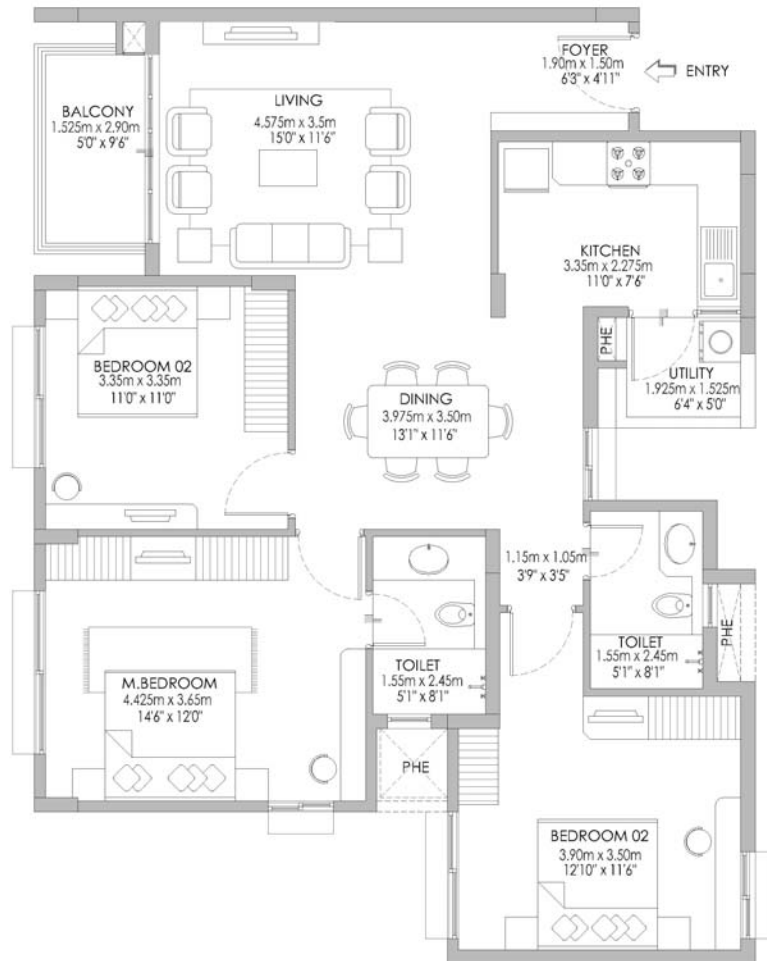 FOYER
1.90m x 1.50m
6'3" x 4'11"
ENTRY
BALCONY
1.525m x 2.90m
5'0" x 9'6"
LIVING
4.575m x 3.5m
15'0" x 11'6"
KITCHEN
3.35m x 2.275m
11'0" x 7'6"
PHE
UTILITY
1.925m x 1.525m
6'4" x 5'0"
BEDROOM 02
3.35m x 3.35m
11'0" x 11'0"
DINING
3.975m x 3.50m
13'1" x 11'6"
1.15m x 1.05m
3'9" x 3'5"
TOILET
1.55m x 2.45m
5'1" x 8'1"
PHE
TOILET
1.55m x 2.45m
5'1" x 8'1"
M.BEDROOM
4.425m x 3.65m
14'6" x 12'0"
PHE
BEDROOM 02
3.90m x 3.50m
12'10" x 11'6"